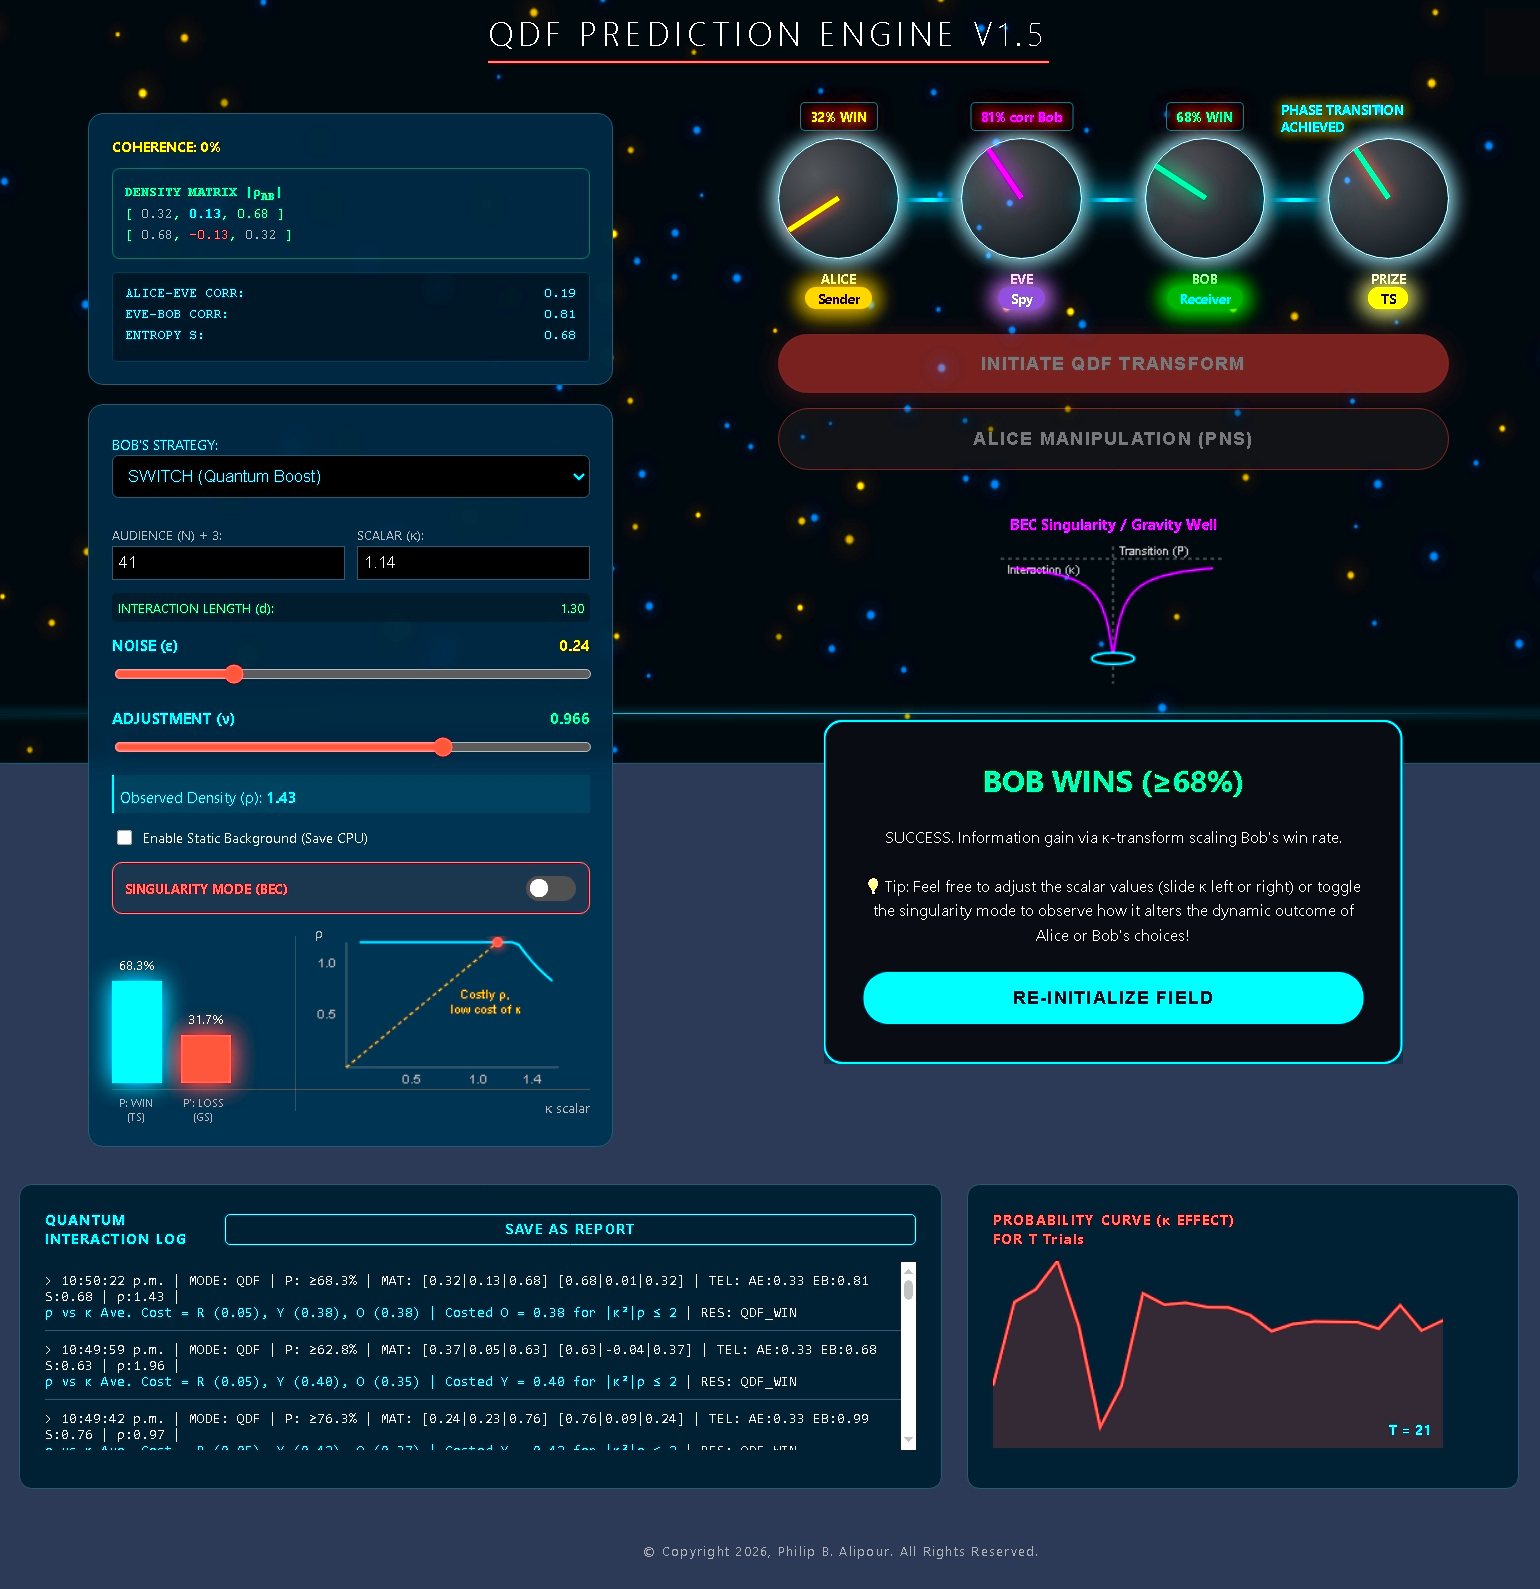 QDF PREDICTION ENGINE V1.5
COHERENCE: 0%
DENSITY MATRIX |ρAB|
[ 0.32, 0.13, 0.68 ]
[ 0.68, -0.13, 0.32 ]
ALICE-EVE CORR: 0.19
EVE-BOB CORR: 0.81
ENTROPY S: 0.68
BOB'S STRATEGY:
SWITCH (Quantum Boost)
AUDIENCE (N) + 3: SCALAR (κ):
41 1.14
INTERACTION LENGTH (d): 1.30
NOISE (ε) 0.24
ADJUSTMENT (ν) 0.966
Observed Density (ρ): 1.43
Enable Static Background (Save CPU)
SINGULARITY MODE (BEC)
68.3%
31.7%
P: WIN
(TS)
P': LOSS
(GS)
ρ
1.0
0.5
Costly ρ,
low cost of κ
0.5 1.0 1.4
κ scalar
32% WIN
81% corr Bob
68% WIN
PHASE TRANSITION
ACHIEVED
ALICE
Sender
EVE
Spy
BOB
Receiver
PRIZE
TS
INITIATE QDF TRANSFORM
ALICE MANIPULATION (PNS)
BEC Singularity / Gravity Well
Transition (P)
Interaction (κ)
BOB WINS (≥68%)
SUCCESS. Information gain via κ-transform scaling Bob's win rate.
💡 Tip: Feel free to adjust the scalar values (slide κ left or right) or toggle
the singularity mode to observe how it alters the dynamic outcome of
Alice or Bob's choices!
RE-INITIALIZE FIELD
QUANTUM
INTERACTION LOG
SAVE AS REPORT
> 10:50:22 p.m. | MODE: QDF | P: ≥68.3% | MAT: [0.32|0.13|0.68] [0.68|0.01|0.32] | TEL: AE:0.33 EB:0.81
S:0.68 | ρ:1.43 |
ρ vs κ Ave. Cost = R (0.05), Y (0.38), O (0.38) | Costed O = 0.38 for |κ²|ρ ≤ 2 | RES: QDF_WIN
> 10:49:59 p.m. | MODE: QDF | P: ≥62.8% | MAT: [0.37|0.05|0.63] [0.63|-0.04|0.37] | TEL: AE:0.33 EB:0.68
S:0.63 | ρ:1.96 |
ρ vs κ Ave. Cost = R (0.05), Y (0.40), O (0.35) | Costed Y = 0.40 for |κ²|ρ ≤ 2 | RES: QDF_WIN
> 10:49:42 p.m. | MODE: QDF | P: ≥76.3% | MAT: [0.24|0.23|0.76] [0.76|0.09|0.24] | TEL: AE:0.33 EB:0.99
S:0.76 | ρ:0.97 |
PROBABILITY CURVE (κ EFFECT)
FOR T Trials
T = 21
© Copyright 2026, Philip B. Alipour. All Rights Reserved.